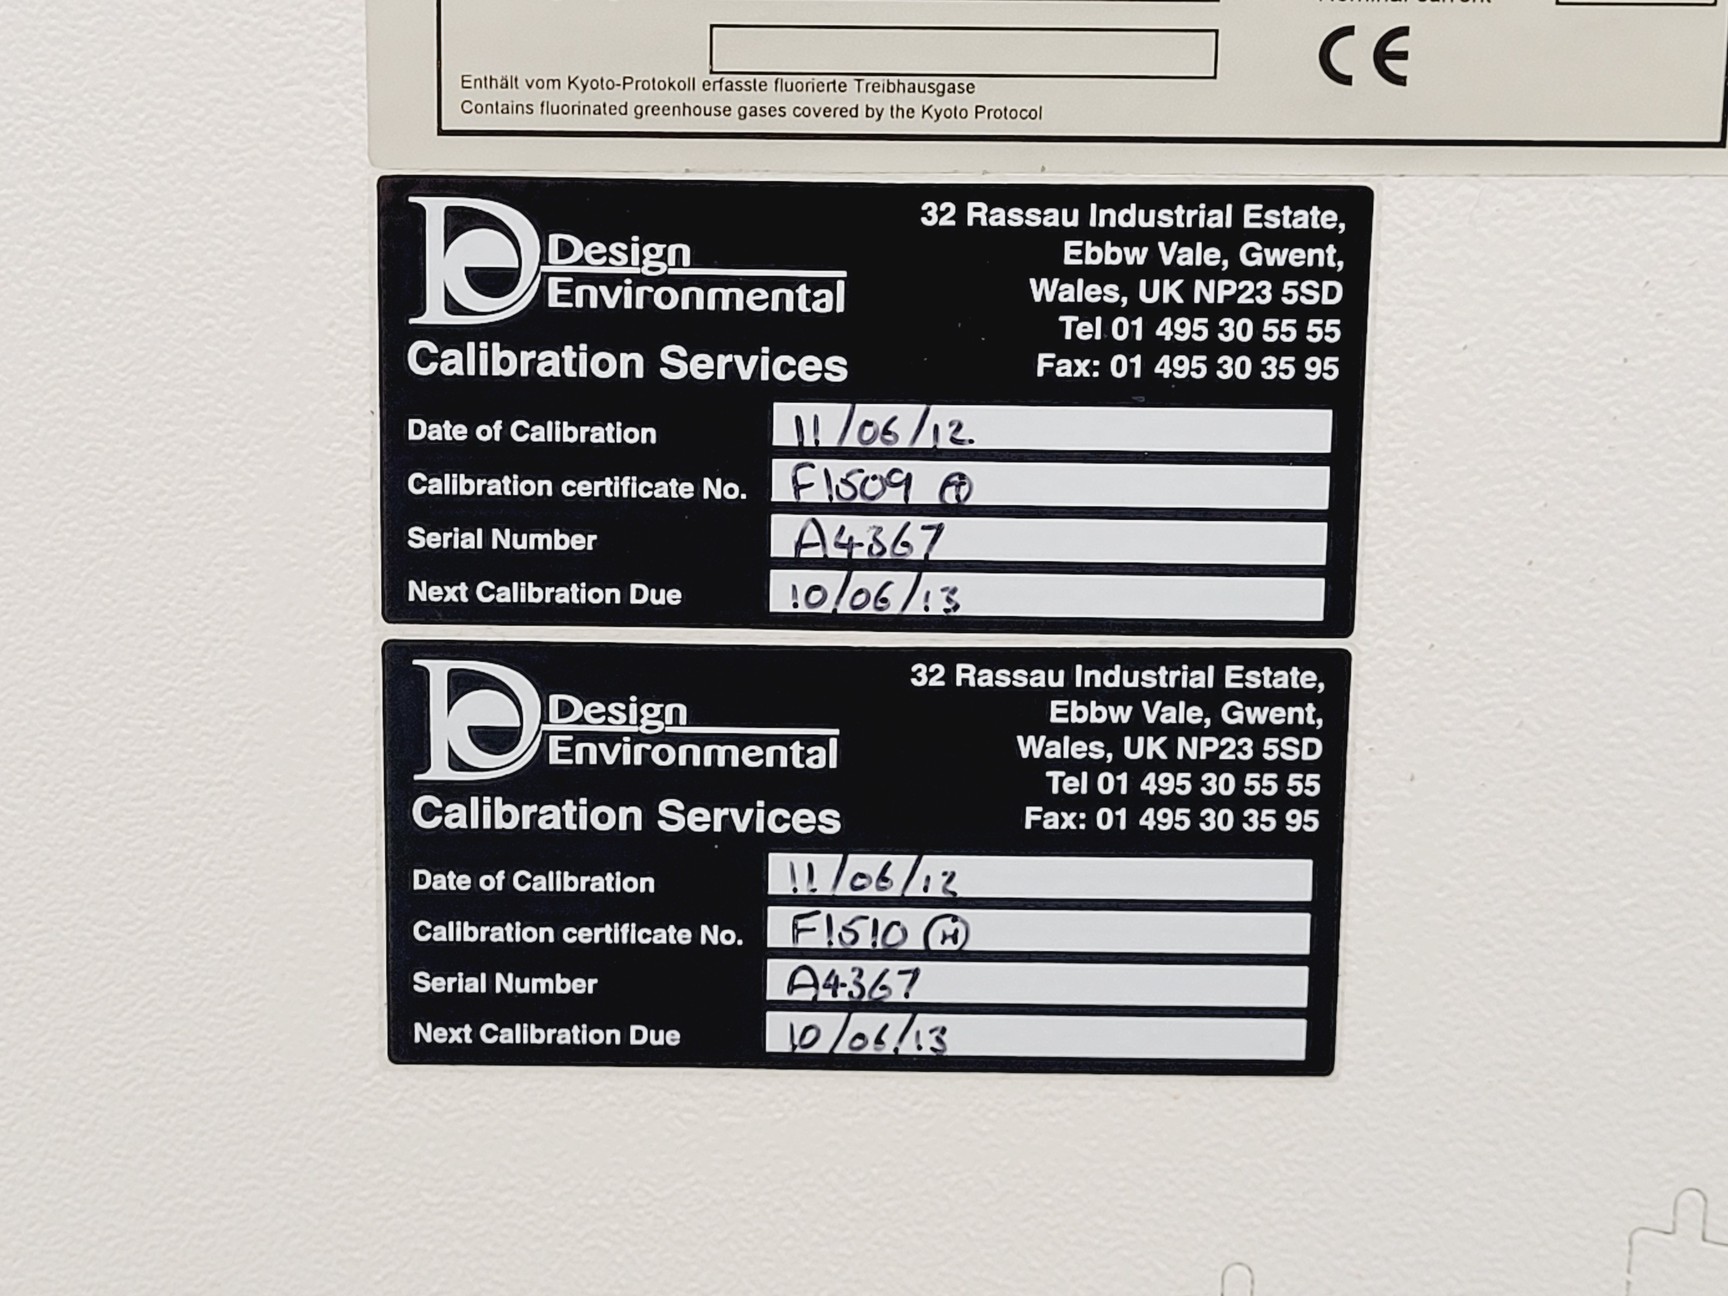 CE
Enthält vom Kyoto-Protokoll erfasste fluorierte Treibhausgase
Contains fluorinated greenhouse gases covered by the Kyoto Protocol
De Design
Environmental
Calibration Services
32 Rassau Industrial Estate,
Ebbw Vale, Gwent,
Wales, UK NP23 5SD
Tel 01 495 30 55 55
Fax: 01 495 30 35 95
Date of Calibration 11/06/12.
Calibration certificate No. F1509 T
Serial Number A4367
Next Calibration Due 10/06/13
De Design
Environmental
Calibration Services
32 Rassau Industrial Estate,
Ebbw Vale, Gwent,
Wales, UK NP23 5SD
Tel 01 495 30 55 55
Fax: 01 495 30 35 95
Date of Calibration 11/06/12
Calibration certificate No. F1510 H
Serial Number A4367
Next Calibration Due 10/06/13